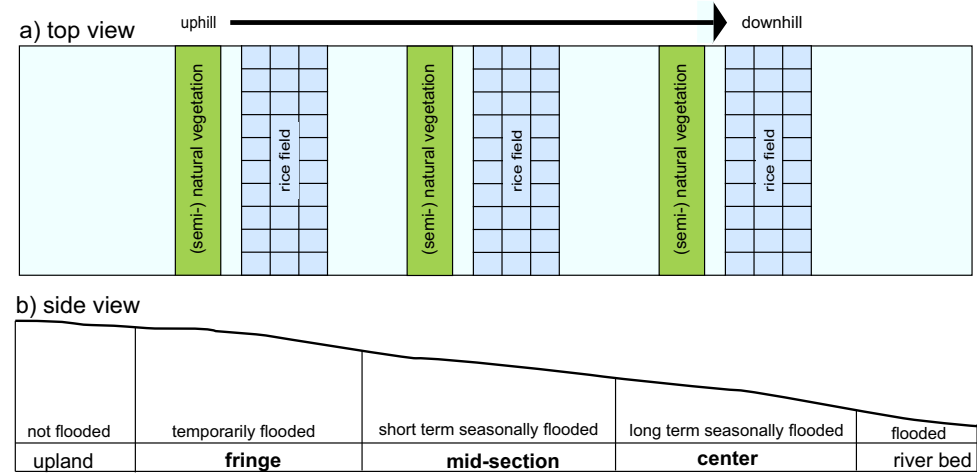 uphill
downhill
a) top view
(semi-) natural vegetation
rice field
(semi-) natural vegetation
rice field
(semi-) natural vegetation
rice field
b) side view
not flooded
temporarily flooded
short term seasonally flooded
long term seasonally flooded
flooded
upland
fringe
mid-section
center
river bed